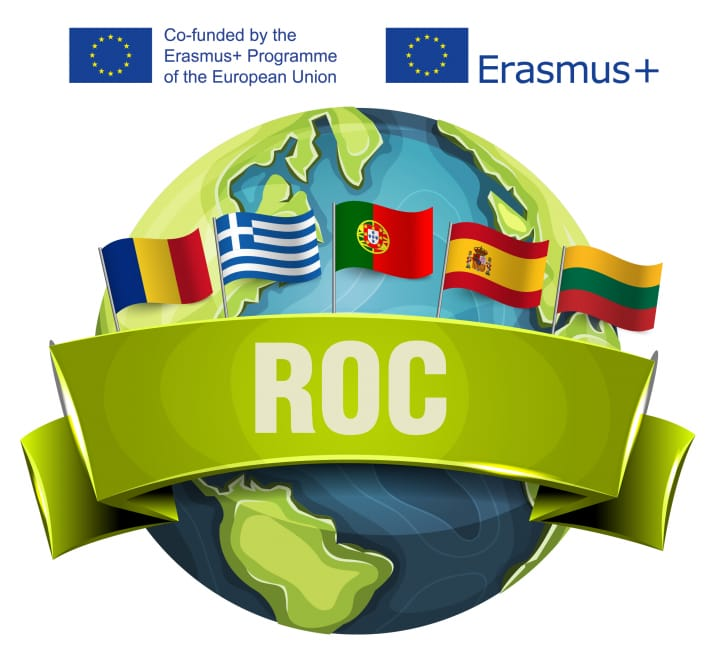 Co-funded by the
Erasmus+ Programme
of the European Union
Erasmus+
ROC